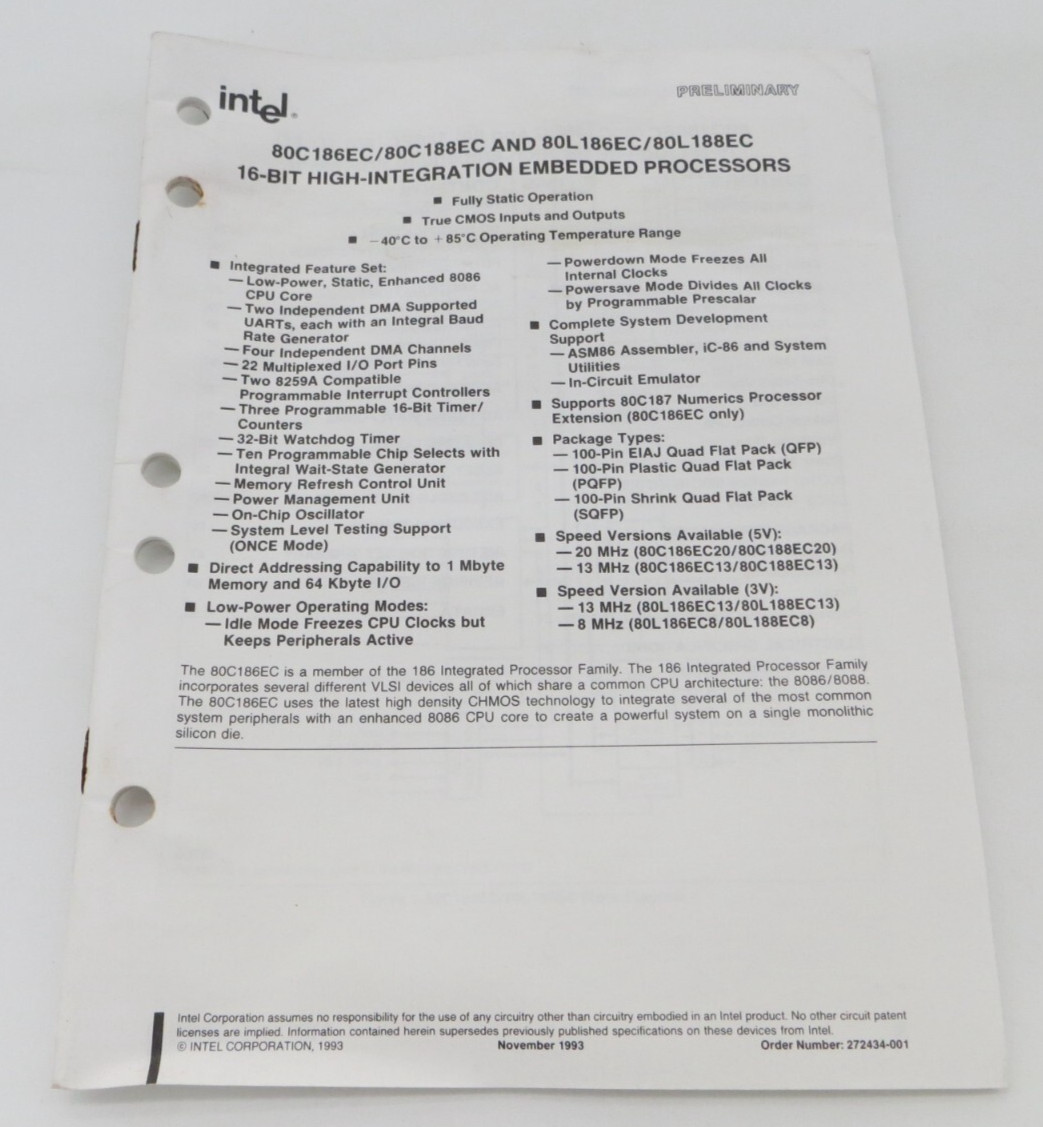 intel®
PRELIMINARY
80C186EC/80C188EC AND 80L186EC/80L188EC
16-BIT HIGH-INTEGRATION EMBEDDED PROCESSORS
■ Fully Static Operation
■ True CMOS Inputs and Outputs
■ −40°C to +85°C Operating Temperature Range
■ Integrated Feature Set:
— Low-Power, Static, Enhanced 8086
CPU Core
— Two Independent DMA Supported
UARTs, each with an Integral Baud
Rate Generator
— Four Independent DMA Channels
— 22 Multiplexed I/O Port Pins
— Two 8259A Compatible
Programmable Interrupt Controllers
— Three Programmable 16-Bit Timer/
Counters
— 32-Bit Watchdog Timer
— Ten Programmable Chip Selects with
Integral Wait-State Generator
— Memory Refresh Control Unit
— Power Management Unit
— On-Chip Oscillator
— System Level Testing Support
(ONCE Mode)
■ Direct Addressing Capability to 1 Mbyte
Memory and 64 Kbyte I/O
■ Low-Power Operating Modes:
— Idle Mode Freezes CPU Clocks but
Keeps Peripherals Active
— Powerdown Mode Freezes All
Internal Clocks
— Powersave Mode Divides All Clocks
by Programmable Prescalar
■ Complete System Development
Support
— ASM86 Assembler, iC-86 and System
Utilities
— In-Circuit Emulator
■ Supports 80C187 Numerics Processor
Extension (80C186EC only)
■ Package Types:
— 100-Pin EIAJ Quad Flat Pack (QFP)
— 100-Pin Plastic Quad Flat Pack
(PQFP)
— 100-Pin Shrink Quad Flat Pack
(SQFP)
■ Speed Versions Available (5V):
— 20 MHz (80C186EC20/80C188EC20)
— 13 MHz (80C186EC13/80C188EC13)
■ Speed Version Available (3V):
— 13 MHz (80L186EC13/80L188EC13)
— 8 MHz (80L186EC8/80L188EC8)
The 80C186EC is a member of the 186 Integrated Processor Family. The 186 Integrated Processor Family
incorporates several different VLSI devices all of which share a common CPU architecture: the 8086/8088.
The 80C186EC uses the latest high density CHMOS technology to integrate several of the most common
system peripherals with an enhanced 8086 CPU core to create a powerful system on a single monolithic
silicon die.
Intel Corporation assumes no responsibility for the use of any circuitry other than circuitry embodied in an Intel product. No other circuit patent
licenses are implied. Information contained herein supersedes previously published specifications on these devices from Intel.
© INTEL CORPORATION, 1993 November 1993 Order Number: 272434-001